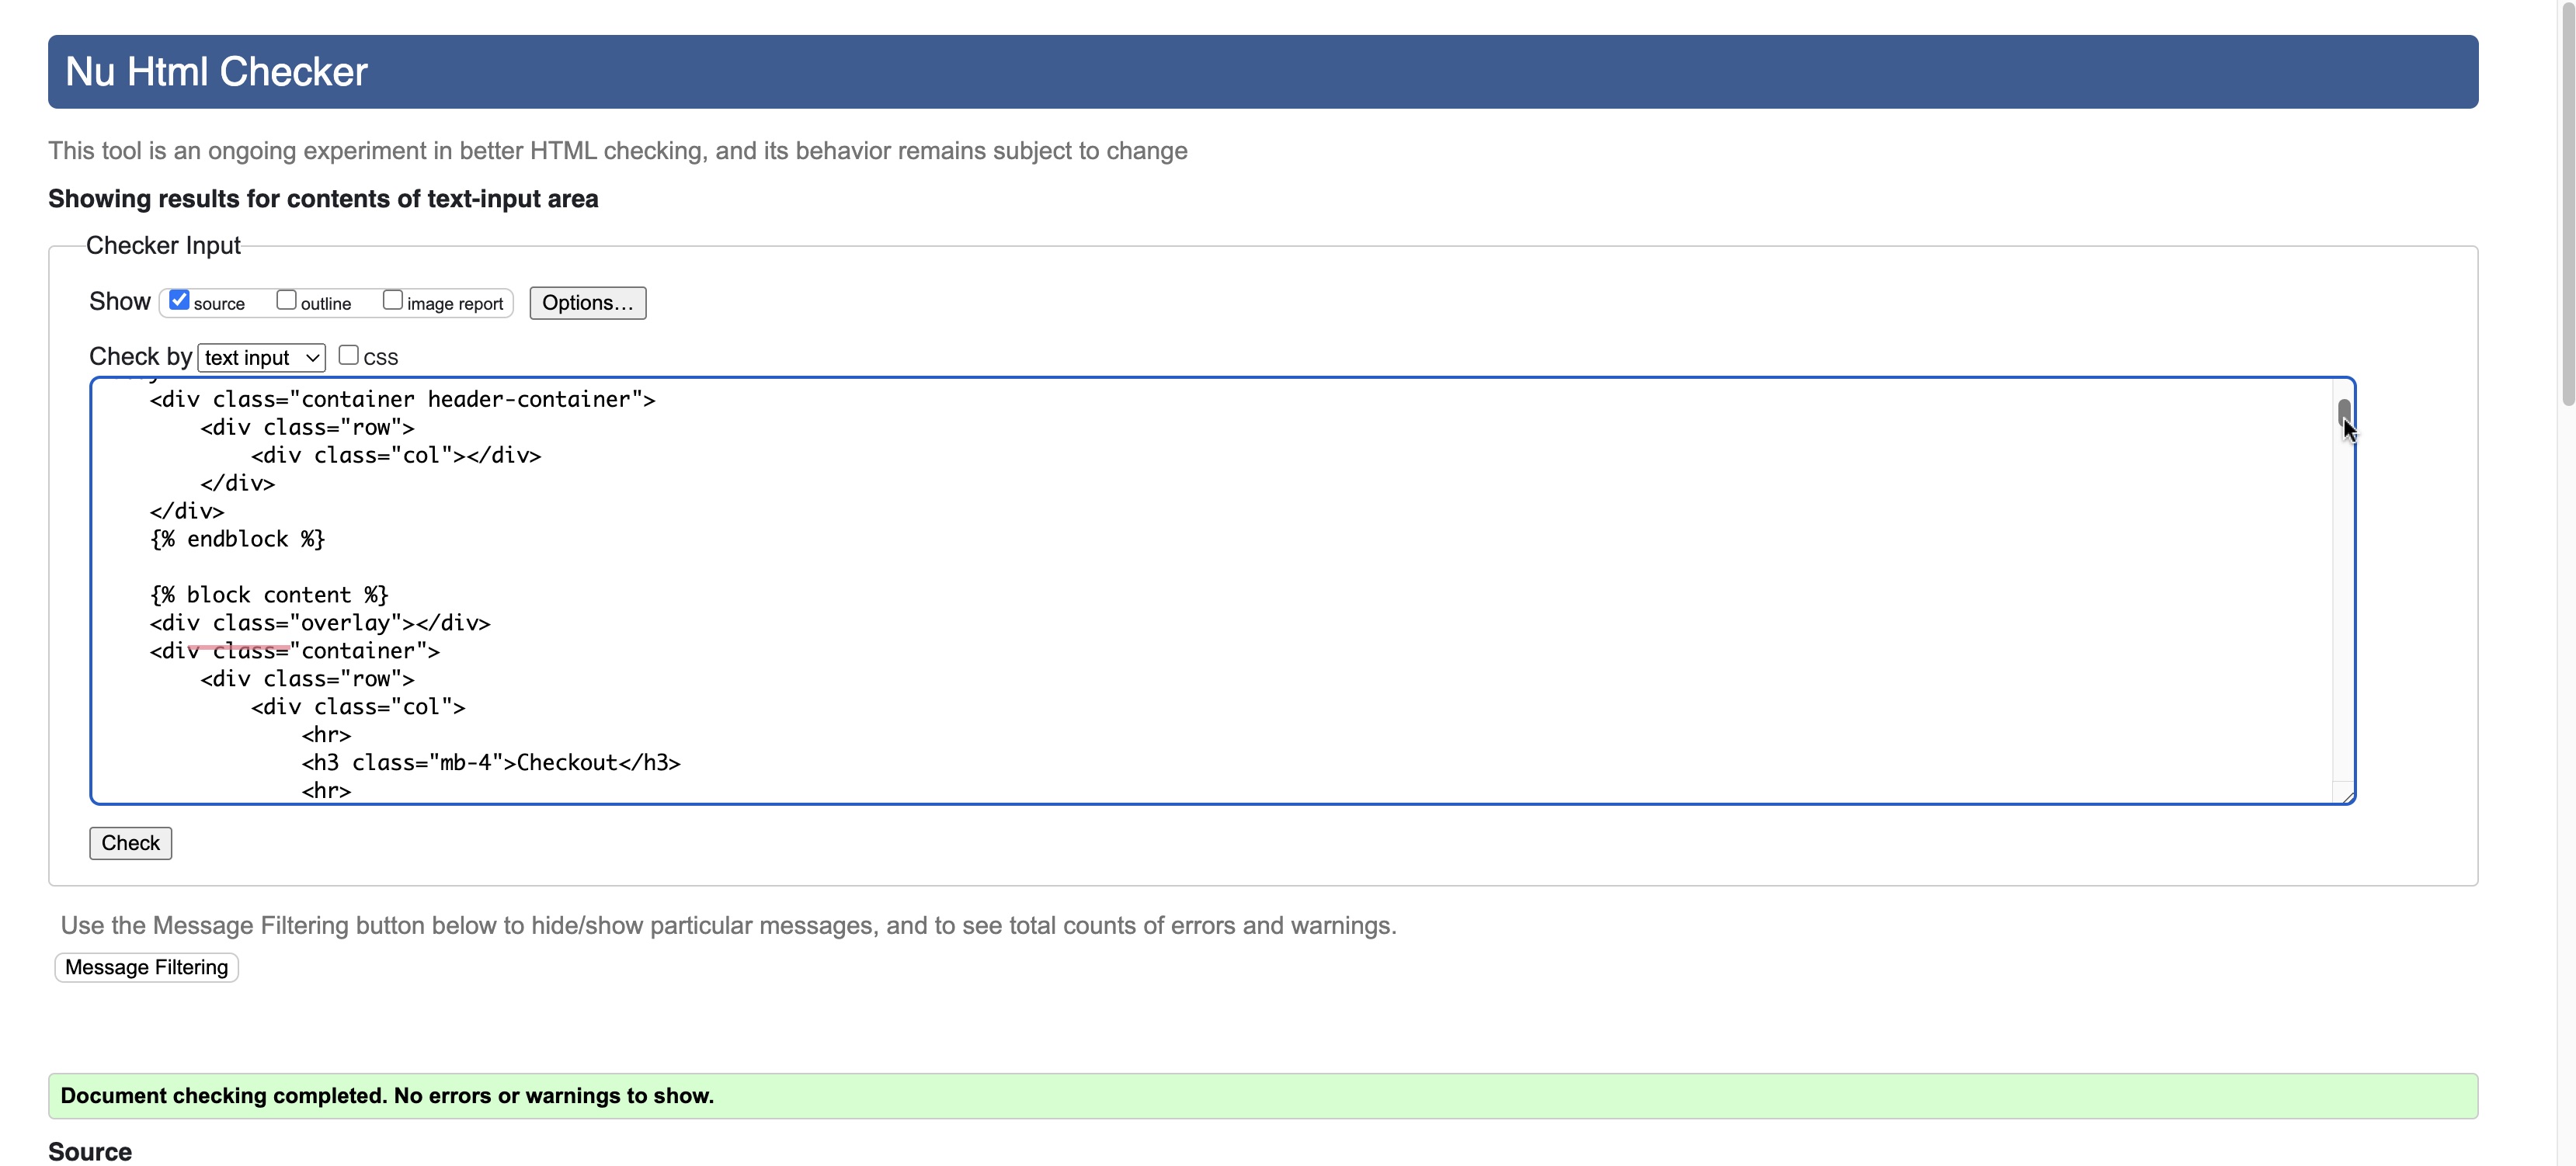 Nu Html Checker
This tool is an ongoing experiment in better HTML checking, and its behavior remains subject to change
Showing results for contents of text-input area
Checker Input
Show source outline image report Options...
Check by text input CSS
<div class="container header-container">
<div class="row">
<div class="col"></div>
</div>
</div>
{% endblock %}
{% block content %}
<div class="overlay"></div>
<div class="container">
<div class="row">
<div class="col">
<hr>
<h3 class="mb-4">Checkout</h3>
<hr>
Check
Use the Message Filtering button below to hide/show particular messages, and to see total counts of errors and warnings.
Message Filtering
Document checking completed. No errors or warnings to show.
Source